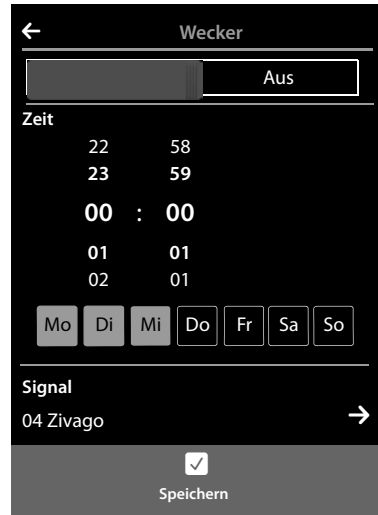 Wecker
Aus
Zeit
22 58
23 59
00 : 00
01 01
02 01
Mo Di Mi Do Fr Sa So
Signal
04 Zivago
Speichern